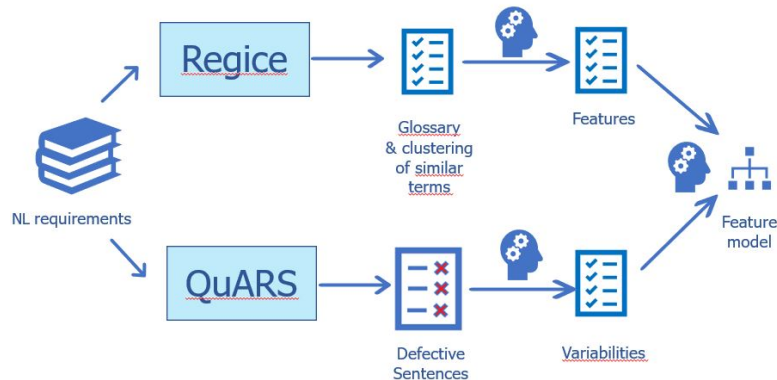 Regice
Glossary
& clustering
of similar
terms
Features
NL requirements
Feature
model
QuARS
Defective
Sentences
Variabilities